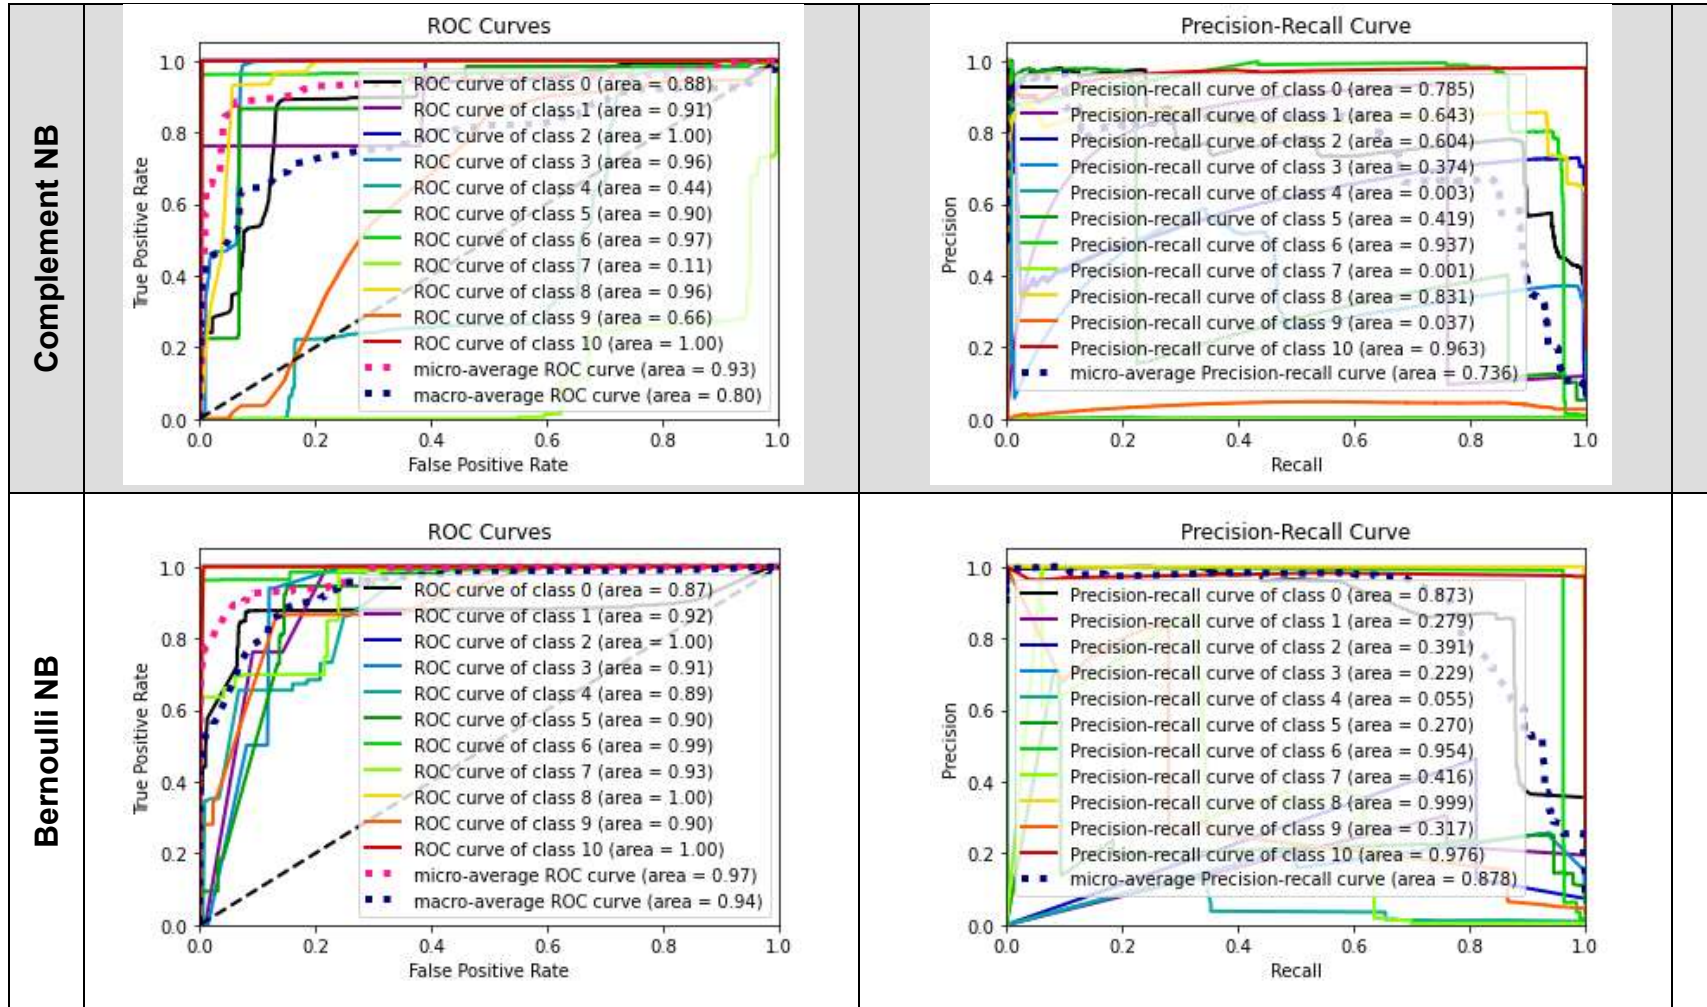 Complement NB
ROC Curves
True Positive Rate
1.0
0.8
0.6
0.4
0.2
0.0
ROC curve of class 0 (area = 0.88)
ROC curve of class 1 (area = 0.91)
ROC curve of class 2 (area = 1.00)
ROC curve of class 3 (area = 0.96)
ROC curve of class 4 (area = 0.44)
ROC curve of class 5 (area = 0.90)
ROC curve of class 6 (area = 0.97)
ROC curve of class 7 (area = 0.11)
ROC curve of class 8 (area = 0.96)
ROC curve of class 9 (area = 0.66)
ROC curve of class 10 (area = 1.00)
micro-average ROC curve (area = 0.93)
macro-average ROC curve (area = 0.80)
0.0 0.2 0.4 0.6 0.8 1.0
False Positive Rate
Precision-Recall Curve
Precision
1.0
0.8
0.6
0.4
0.2
0.0
Precision-recall curve of class 0 (area = 0.785)
Precision-recall curve of class 1 (area = 0.643)
Precision-recall curve of class 2 (area = 0.604)
Precision-recall curve of class 3 (area = 0.374)
Precision-recall curve of class 4 (area = 0.003)
Precision-recall curve of class 5 (area = 0.419)
Precision-recall curve of class 6 (area = 0.937)
Precision-recall curve of class 7 (area = 0.001)
Precision-recall curve of class 8 (area = 0.831)
Precision-recall curve of class 9 (area = 0.037)
Precision-recall curve of class 10 (area = 0.963)
micro-average Precision-recall curve (area = 0.736)
0.0 0.2 0.4 0.6 0.8 1.0
Recall
Bernoulli NB
ROC Curves
True Positive Rate
1.0
0.8
0.6
0.4
0.2
0.0
ROC curve of class 0 (area = 0.87)
ROC curve of class 1 (area = 0.92)
ROC curve of class 2 (area = 1.00)
ROC curve of class 3 (area = 0.91)
ROC curve of class 4 (area = 0.89)
ROC curve of class 5 (area = 0.90)
ROC curve of class 6 (area = 0.99)
ROC curve of class 7 (area = 0.93)
ROC curve of class 8 (area = 1.00)
ROC curve of class 9 (area = 0.90)
ROC curve of class 10 (area = 1.00)
micro-average ROC curve (area = 0.97)
macro-average ROC curve (area = 0.94)
0.0 0.2 0.4 0.6 0.8 1.0
False Positive Rate
Precision-Recall Curve
Precision
1.0
0.8
0.6
0.4
0.2
0.0
Precision-recall curve of class 0 (area = 0.873)
Precision-recall curve of class 1 (area = 0.279)
Precision-recall curve of class 2 (area = 0.391)
Precision-recall curve of class 3 (area = 0.229)
Precision-recall curve of class 4 (area = 0.055)
Precision-recall curve of class 5 (area = 0.270)
Precision-recall curve of class 6 (area = 0.954)
Precision-recall curve of class 7 (area = 0.416)
Precision-recall curve of class 8 (area = 0.999)
Precision-recall curve of class 9 (area = 0.317)
Precision-recall curve of class 10 (area = 0.976)
micro-average Precision-recall curve (area = 0.878)
0.0 0.2 0.4 0.6 0.8 1.0
Recall